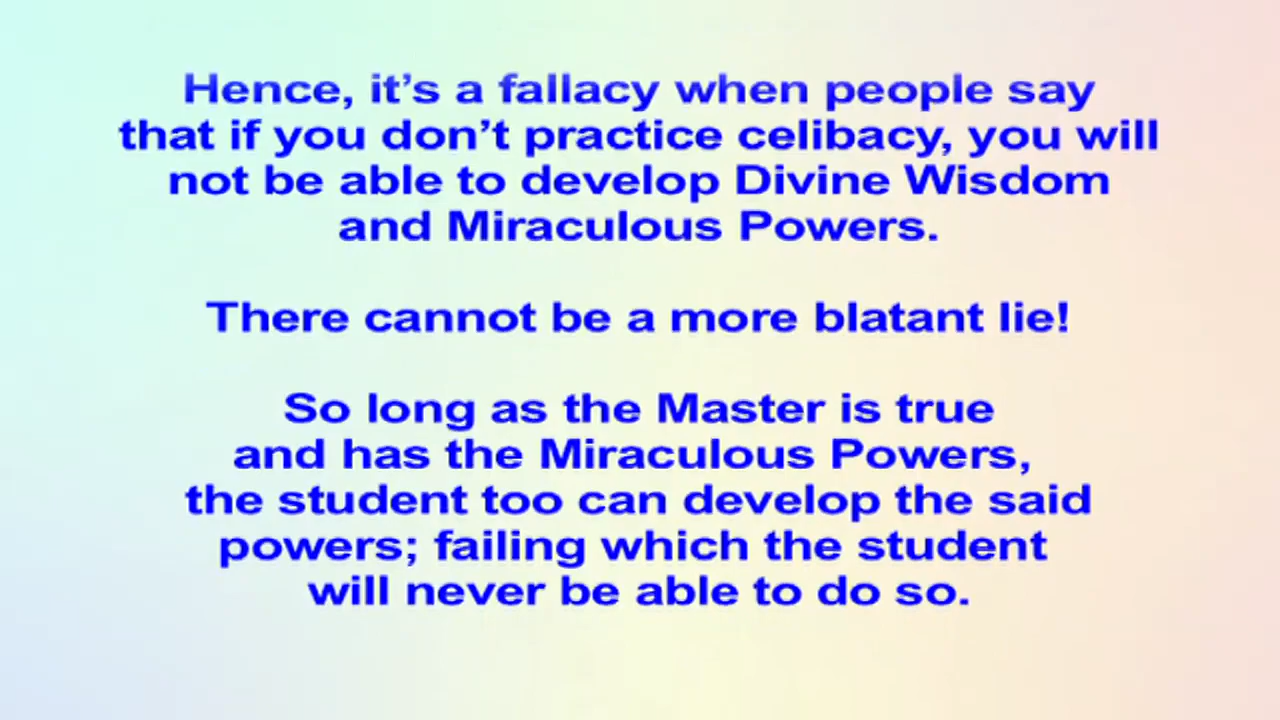 Hence, it’s a fallacy when people say
that if you don’t practice celibacy, you will
not be able to develop Divine Wisdom
and Miraculous Powers.
There cannot be a more blatant lie!
So long as the Master is true
and has the Miraculous Powers,
the student too can develop the said
powers; failing which the student
will never be able to do so.